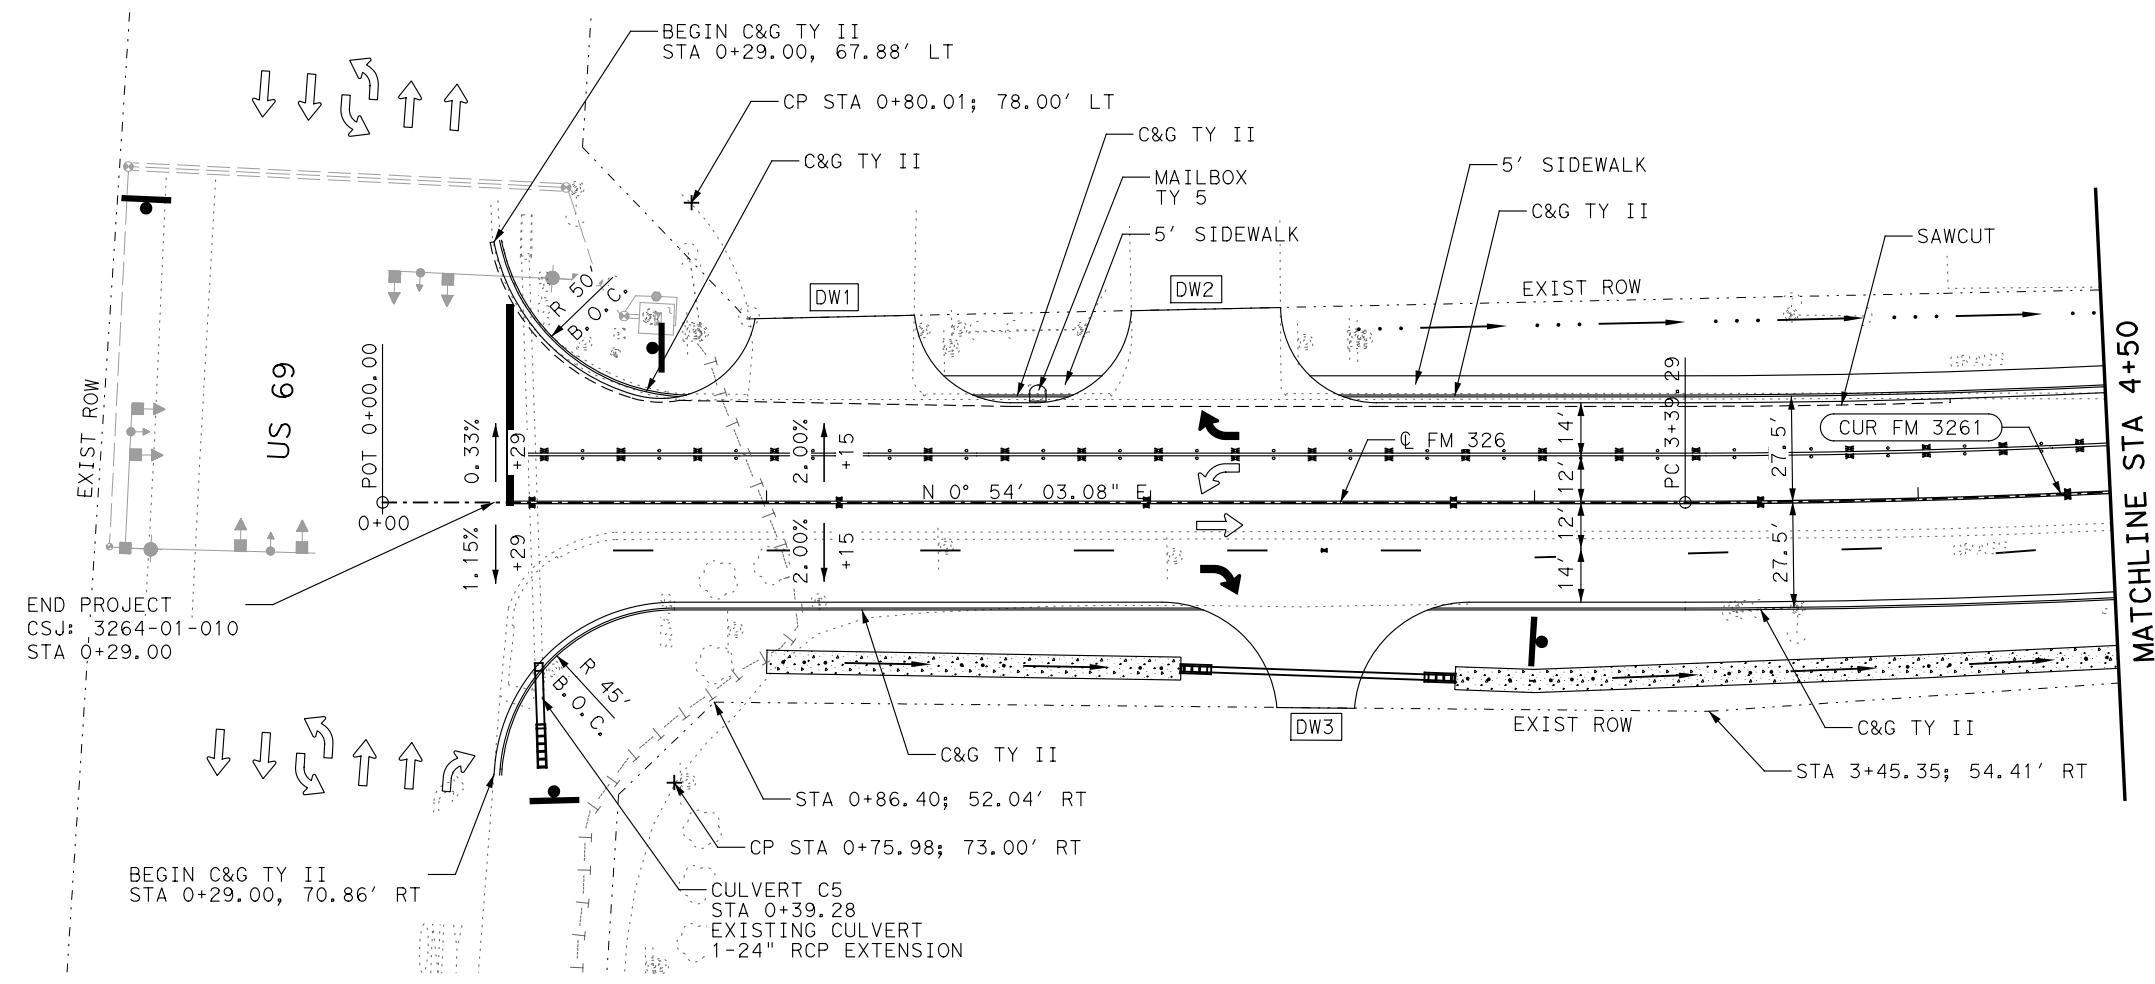 BEGIN C&G TY II
STA 0+29.00, 67.88' LT
CP STA 0+80.01; 78.00' LT
C&G TY II
C&G TY II
MAILBOX
TY 5
5' SIDEWALK
5' SIDEWALK
C&G TY II
SAWCUT
EXIST ROW
DW1
DW2
R 50'
B.O.C.
US 69
EXIST ROW
POT 0+00.00
0+00
0.33%
+29
2.00%
+15
1.15%
+29
2.00%
+15
N 0° 54' 03.08" E
℄ FM 326
14'
12'
12'
14'
PC 3+39.29
27.5'
27.5'
CUR FM 3261
MATCHLINE STA 4+50
END PROJECT
CSJ: 3264-01-010
STA 0+29.00
R 45'
B.O.C.
DW3
EXIST ROW
C&G TY II
C&G TY II
STA 3+45.35; 54.41' RT
STA 0+86.40; 52.04' RT
CP STA 0+75.98; 73.00' RT
BEGIN C&G TY II
STA 0+29.00, 70.86' RT
CULVERT C5
STA 0+39.28
EXISTING CULVERT
1-24" RCP EXTENSION